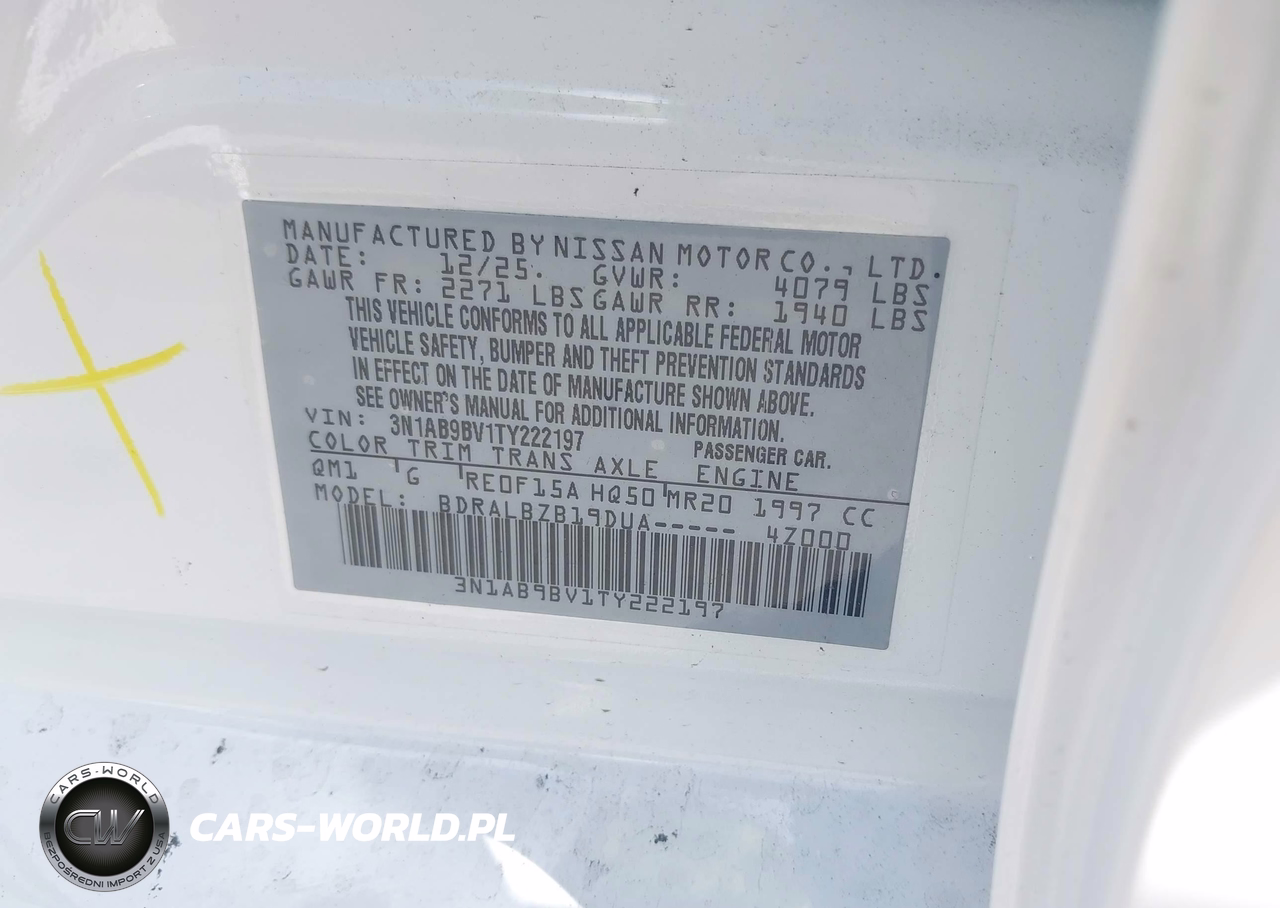 MANUFACTURED BY NISSAN MOTOR CO., LTD.
DATE: 12/25. GVWR: 4079 LBS
GAWR FR: 2271 LBS GAWR RR: 1940 LBS
THIS VEHICLE CONFORMS TO ALL APPLICABLE FEDERAL MOTOR
VEHICLE SAFETY, BUMPER AND THEFT PREVENTION STANDARDS
IN EFFECT ON THE DATE OF MANUFACTURE SHOWN ABOVE.
SEE OWNER'S MANUAL FOR ADDITIONAL INFORMATION.
VIN: 3N1AB9BV1TY222197 PASSENGER CAR.
COLOR TRIM TRANS AXLE ENGINE
QM1 G RE0F15A HQ50 MR20 1997 CC
MODEL: BDRALBZB19DUA----- 4Z000
3N1AB9BV1TY222197
CARS-WORLD
CW
BEZPOŚREDNI IMPORT Z USA
CARS-WORLD.PL